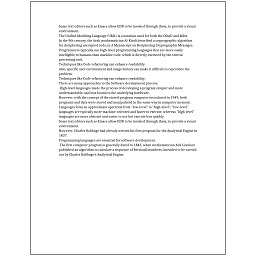 Some text editors such as Emacs allow GDB to be invoked through them, to provide a visual
environment.
The Unified Modeling Language (UML) is a notation used for both the OOAD and MDA.
In the 9th century, the Arab mathematician Al-Kindi described a cryptographic algorithm
for deciphering encrypted code, in A Manuscript on Deciphering Cryptographic Messages.
Programmers typically use high-level programming languages that are more easily
intelligible to humans than machine code, which is directly executed by the central
processing unit.
Techniques like Code refactoring can enhance readability.
Also, specific user environment and usage history can make it difficult to reproduce the
problem.
Techniques like Code refactoring can enhance readability.
There are many approaches to the Software development process.
High-level languages made the process of developing a program simpler and more
understandable, and less bound to the underlying hardware.
However, with the concept of the stored-program computer introduced in 1949, both
programs and data were stored and manipulated in the same way in computer memory.
Languages form an approximate spectrum from "low-level" to "high-level"; "low-level"
languages are typically more machine-oriented and faster to execute, whereas "high-level"
languages are more abstract and easier to use but execute less quickly.
Some text editors such as Emacs allow GDB to be invoked through them, to provide a visual
environment.
However, Charles Babbage had already written his first program for the Analytical Engine in
1837.
Programming languages are essential for software development.
The first computer program is generally dated to 1843, when mathematician Ada Lovelace
published an algorithm to calculate a sequence of Bernoulli numbers, intended to be carried
out by Charles Babbage's Analytical Engine.